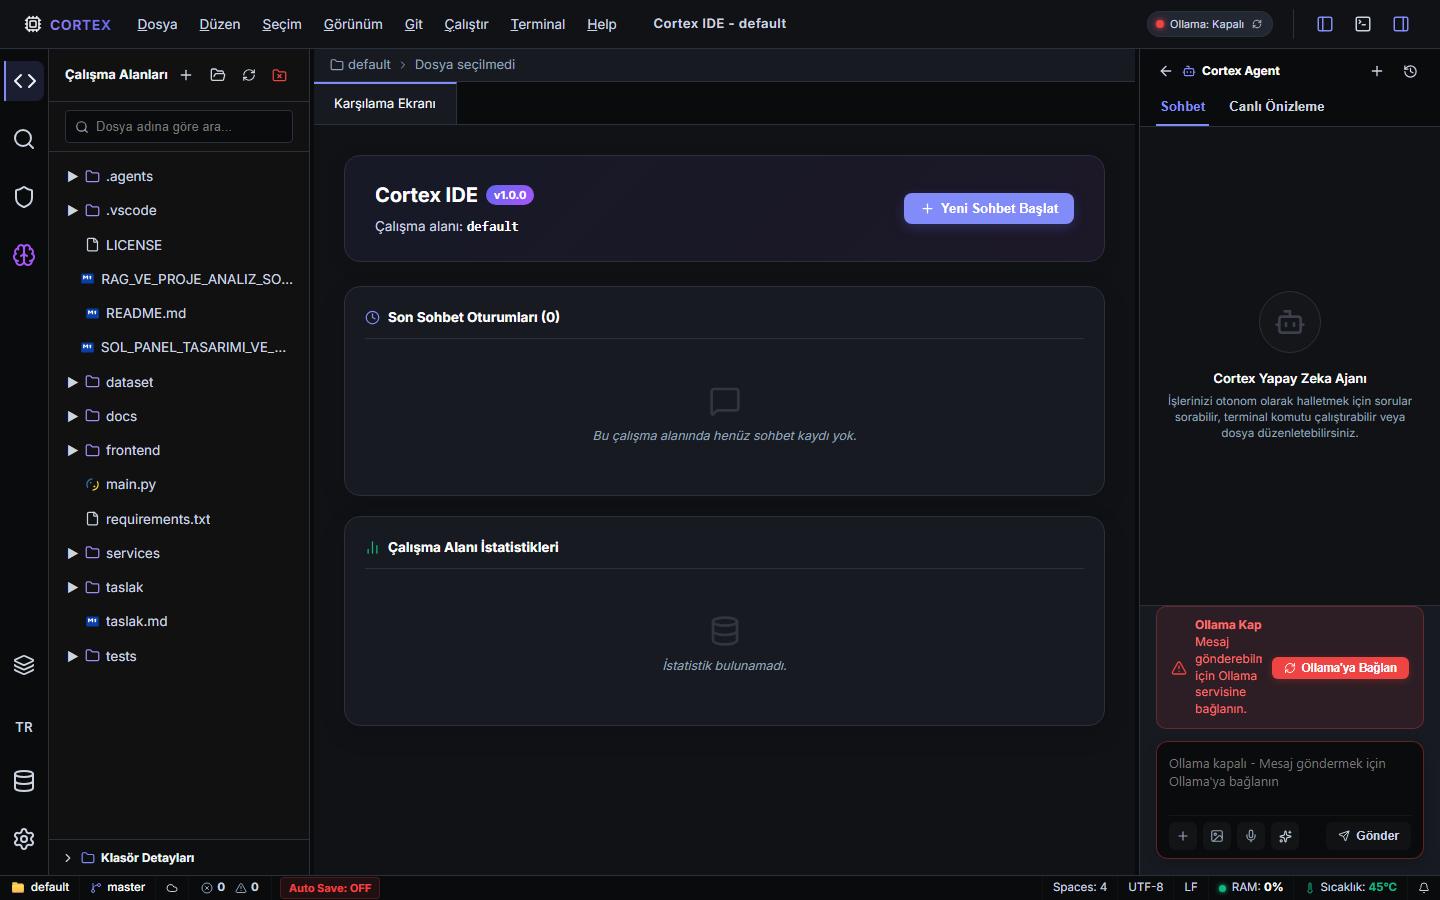 CORTEX Dosya Düzen Seçim Görünüm Git Çalıştır Terminal Help Cortex IDE - default Ollama: Kapalı
Çalışma Alanları
Dosya adına göre ara...
.agents
.vscode
LICENSE
RAG_VE_PROJE_ANALIZ_SO...
README.md
SOL_PANEL_TASARIMI_VE_...
dataset
docs
frontend
main.py
requirements.txt
services
taslak
taslak.md
tests
TR
Klasör Detayları
default > Dosya seçilmedi
Karşılama Ekranı
Cortex IDE v1.0.0
Çalışma alanı: default
+ Yeni Sohbet Başlat
Son Sohbet Oturumları (0)
Bu çalışma alanında henüz sohbet kaydı yok.
Çalışma Alanı İstatistikleri
İstatistik bulunamadı.
Cortex Agent
Sohbet Canlı Önizleme
Cortex Yapay Zeka Ajanı
İşlerinizi otonom olarak halletmek için sorular
sorabilir, terminal komutu çalıştırabilir veya
dosya düzenletebilirsiniz.
Ollama Kap
Mesaj
gönderebilm
için Ollama
servisine
bağlanın.
Ollama'ya Bağlan
Ollama kapalı - Mesaj göndermek için
Ollama'ya bağlanın
Gönder
default master 0 0 Auto Save: OFF Spaces: 4 UTF-8 LF RAM: 0% Sıcaklık: 45°C